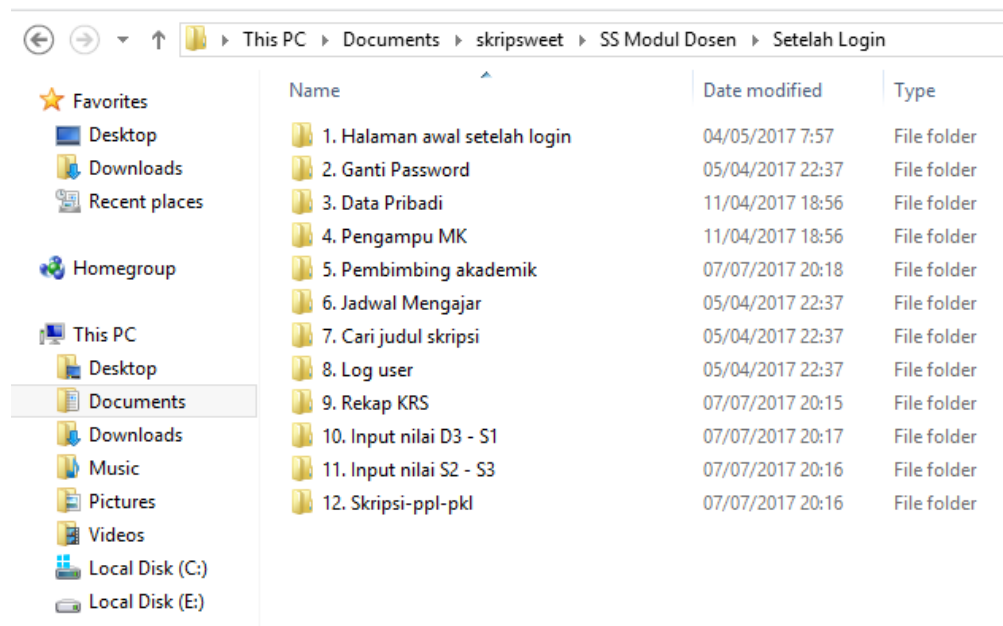 This PC Documents skripsweet SS Modul Dosen Setelah Login
Favorites
Desktop
Downloads
Recent places
Homegroup
This PC
Desktop
Documents
Downloads
Music
Pictures
Videos
Local Disk (C:)
Local Disk (E:)
Name Date modified Type
1. Halaman awal setelah login 04/05/2017 7:57 File folder
2. Ganti Password 05/04/2017 22:37 File folder
3. Data Pribadi 11/04/2017 18:56 File folder
4. Pengampu MK 11/04/2017 18:56 File folder
5. Pembimbing akademik 07/07/2017 20:18 File folder
6. Jadwal Mengajar 05/04/2017 22:37 File folder
7. Cari judul skripsi 05/04/2017 22:37 File folder
8. Log user 05/04/2017 22:37 File folder
9. Rekap KRS 07/07/2017 20:15 File folder
10. Input nilai D3 - S1 07/07/2017 20:17 File folder
11. Input nilai S2 - S3 07/07/2017 20:16 File folder
12. Skripsi-ppl-pkl 07/07/2017 20:16 File folder